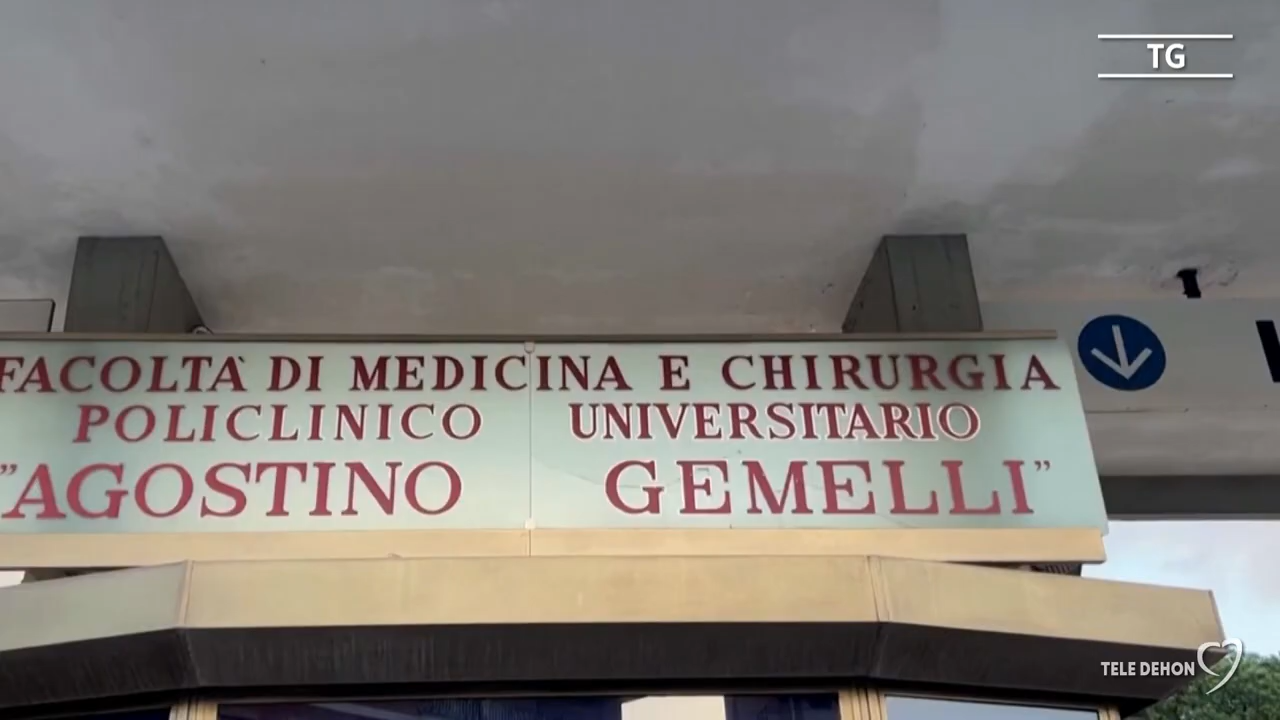 TG
FACOLTÀ DI MEDICINA E CHIRURGIA
POLICLINICO UNIVERSITARIO
"AGOSTINO GEMELLI"
TELE DEHON